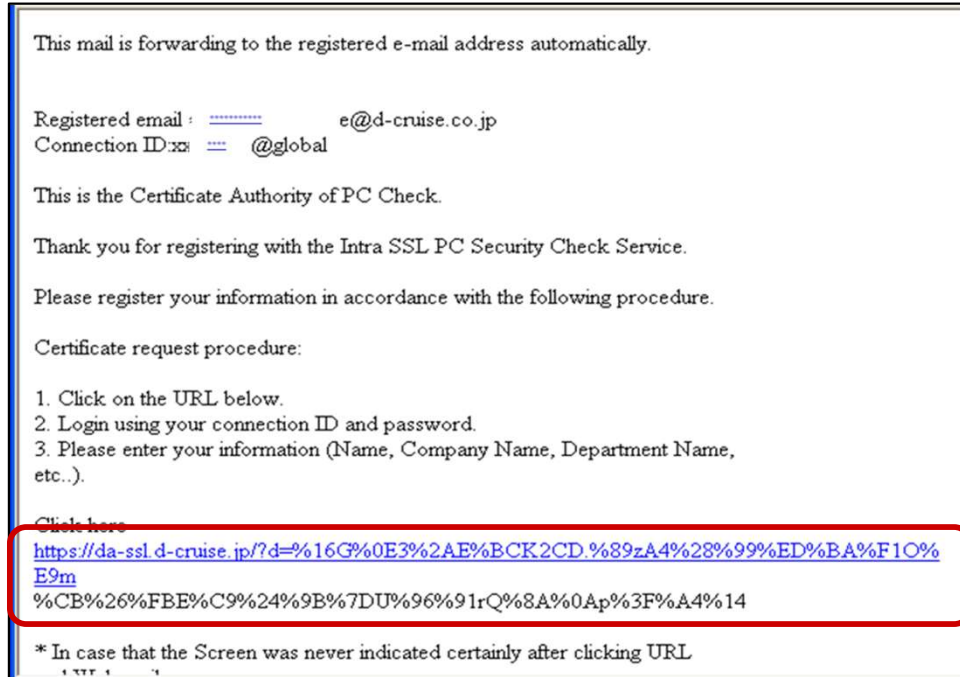 This mail is forwarding to the registered e-mail address automatically.
Registered email : e@d-cruise.co.jp
Connection ID:xx @global
This is the Certificate Authority of PC Check.
Thank you for registering with the Intra SSL PC Security Check Service.
Please register your information in accordance with the following procedure.
Certificate request procedure:
1. Click on the URL below.
2. Login using your connection ID and password.
3. Please enter your information (Name, Company Name, Department Name,
etc..).
Click here
https://da-ssl.d-cruise.jp/?d=%16G%0E3%2AE%BCK2CD.%89zA4%28%99%ED%BA%F1O%
E9m
%CB%26%FBE%C9%24%9B%7DU%96%91rQ%8A%0Ap%3F%A4%14
* In case that the Screen was never indicated certainly after clicking URL